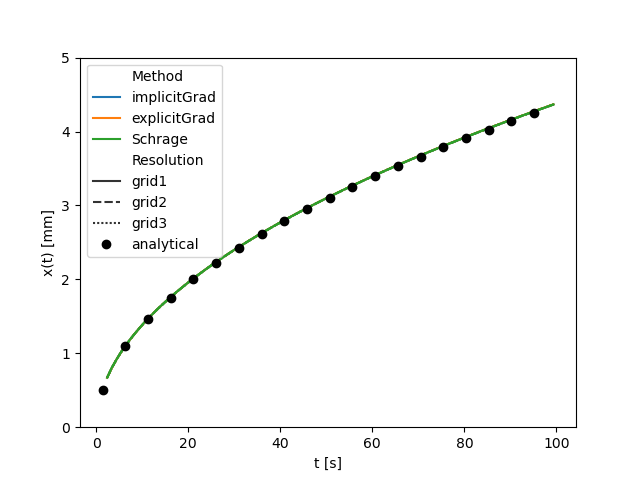 5
4
3
2
1
0
x(t) [mm]
Method
implicitGrad
explicitGrad
Schrage
Resolution
grid1
grid2
grid3
analytical
0 20 40 60 80 100
t [s]